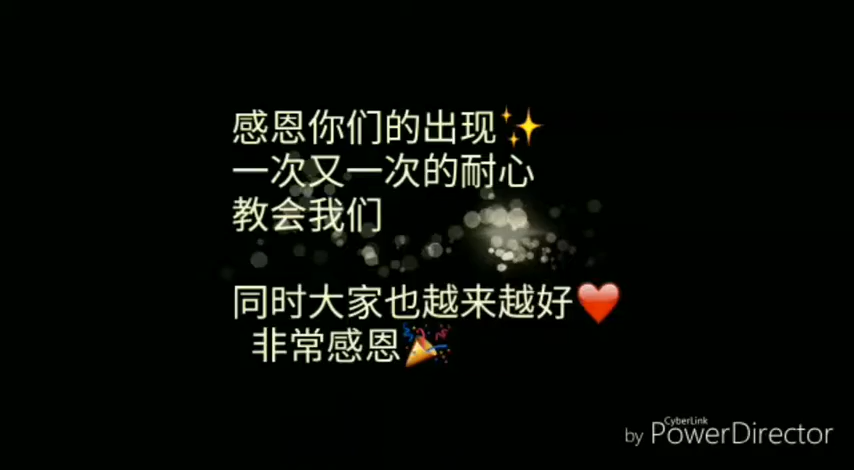 感恩你们的出现✨
一次又一次的耐心
教会我们
同时大家也越来越好❤️
非常感恩🎉
CyberLink
by PowerDirector